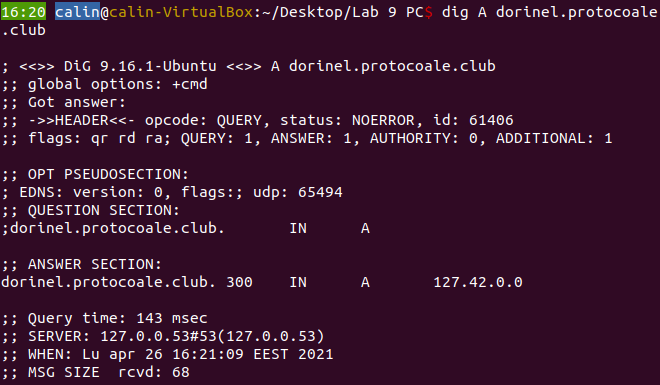 16:20 calin@calin-VirtualBox:~/Desktop/Lab 9 PC$ dig A dorinel.protocoale
.club
; <<>> DiG 9.16.1-Ubuntu <<>> A dorinel.protocoale.club
;; global options: +cmd
;; Got answer:
;; ->>HEADER<<- opcode: QUERY, status: NOERROR, id: 61406
;; flags: qr rd ra; QUERY: 1, ANSWER: 1, AUTHORITY: 0, ADDITIONAL: 1
;; OPT PSEUDOSECTION:
; EDNS: version: 0, flags:; udp: 65494
;; QUESTION SECTION:
;dorinel.protocoale.club. IN A
;; ANSWER SECTION:
dorinel.protocoale.club. 300 IN A 127.42.0.0
;; Query time: 143 msec
;; SERVER: 127.0.0.53#53(127.0.0.53)
;; WHEN: Lu apr 26 16:21:09 EEST 2021
;; MSG SIZE rcvd: 68